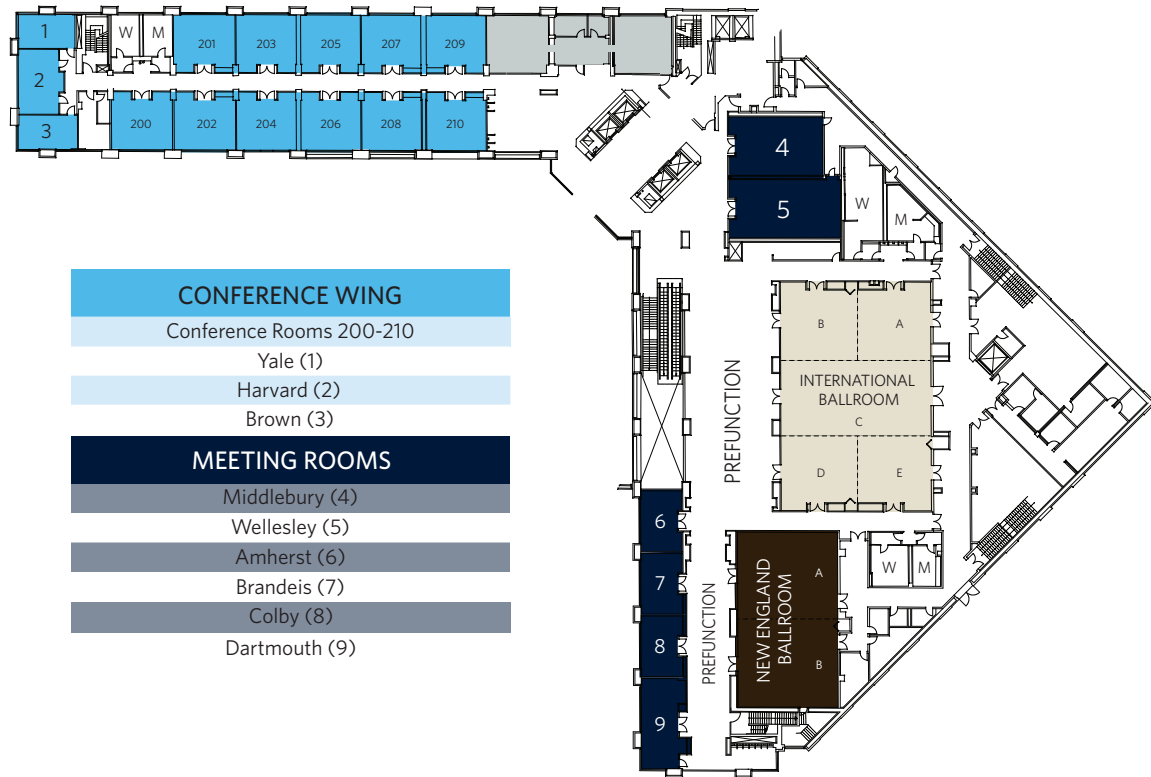 1
W
M
201
203
205
207
209
2
3
200
202
204
206
208
210
4
5
W
M
CONFERENCE WING
Conference Rooms 200-210
Yale (1)
Harvard (2)
Brown (3)
MEETING ROOMS
Middlebury (4)
Wellesley (5)
Amherst (6)
Brandeis (7)
Colby (8)
Dartmouth (9)
PREFUNCTION
B
A
INTERNATIONAL
BALLROOM
C
D
E
6
7
8
9
PREFUNCTION
NEW ENGLAND
BALLROOM
A
B
W
M